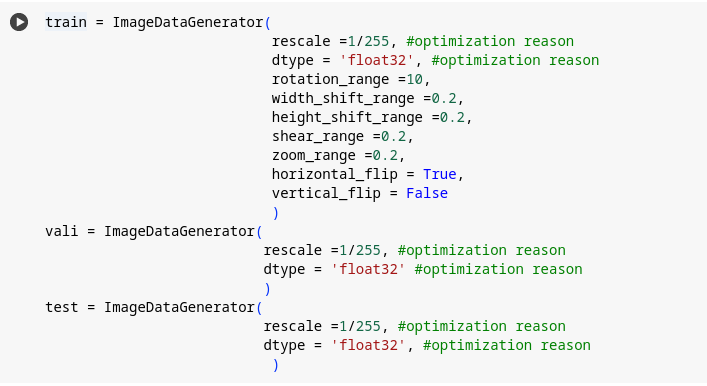 train = ImageDataGenerator(
rescale =1/255, #optimization reason
dtype = 'float32', #optimization reason
rotation_range =10,
width_shift_range =0.2,
height_shift_range =0.2,
shear_range =0.2,
zoom_range =0.2,
horizontal_flip = True,
vertical_flip = False
)
vali = ImageDataGenerator(
rescale =1/255, #optimization reason
dtype = 'float32' #optimization reason
)
test = ImageDataGenerator(
rescale =1/255, #optimization reason
dtype = 'float32', #optimization reason
)